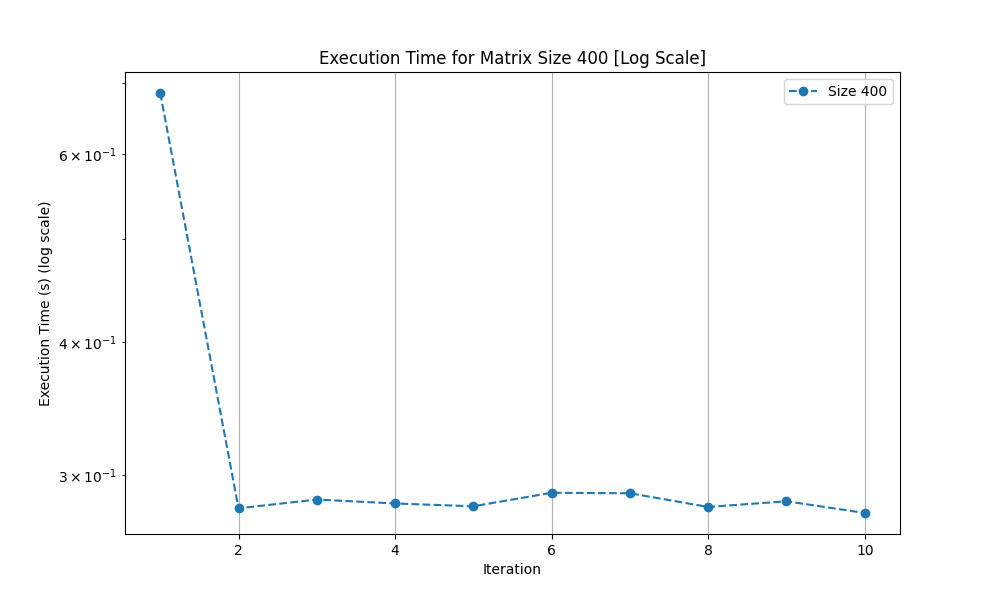 Execution Time for Matrix Size 400 [Log Scale]
Size 400
6 × 10⁻¹
4 × 10⁻¹
3 × 10⁻¹
Execution Time (s) (log scale)
2 4 6 8 10
Iteration